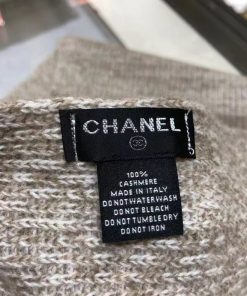 CHANEL
100%
CASHMERE
MADE IN ITALY
DO NOT WATER WASH
DO NOT BLEACH
DO NOT TUMBLE DRY
DO NOT IRON